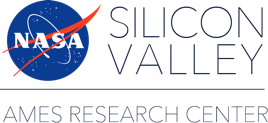 NASA
SILICON
VALLEY
AMES RESEARCH CENTER